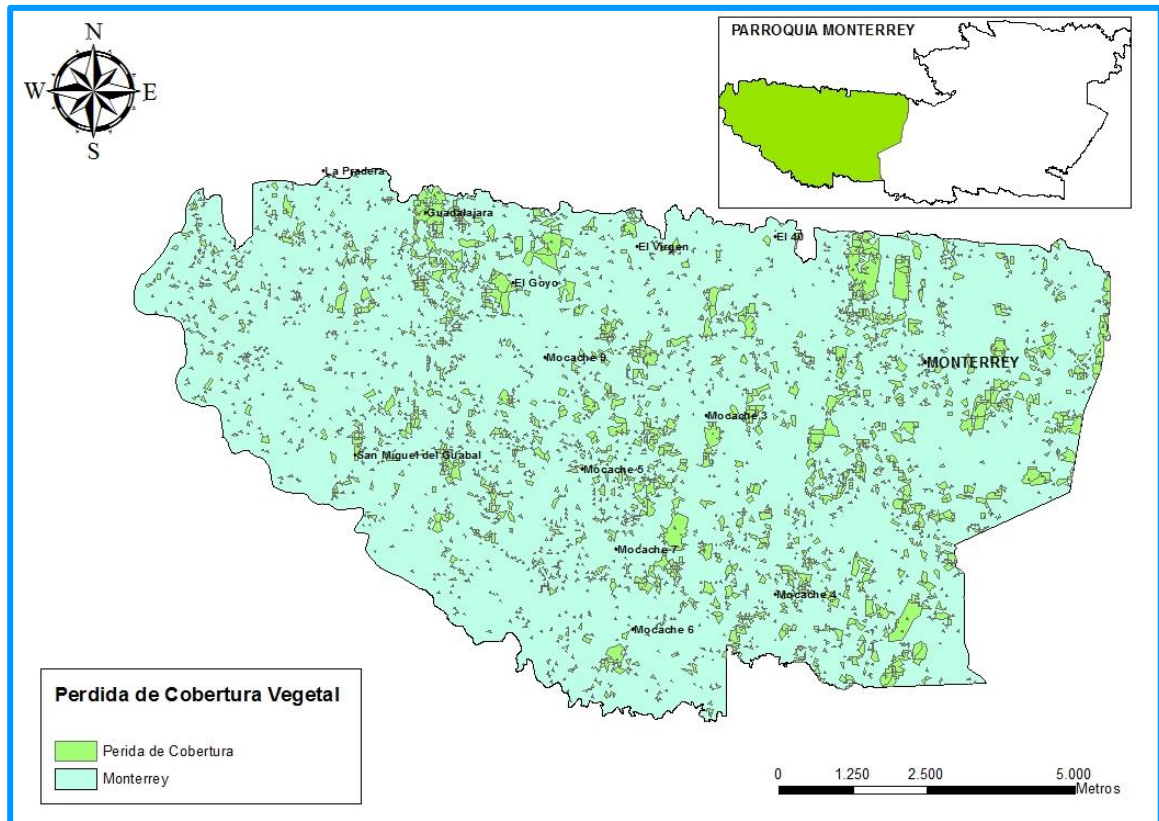 N
W E
S
PARROQUIA MONTERREY
La Pradera
Guadalajara
El Virgen
El 40
El Goyo
Mocache 9
MONTERREY
Mocache 3
San Miguel del Guabal
Mocache 5
Mocache 7
Mocache 4
Mocache 6
Perdida de Cobertura Vegetal
Perida de Cobertura
Monterrey
0 1.250 2.500 5.000
Metros